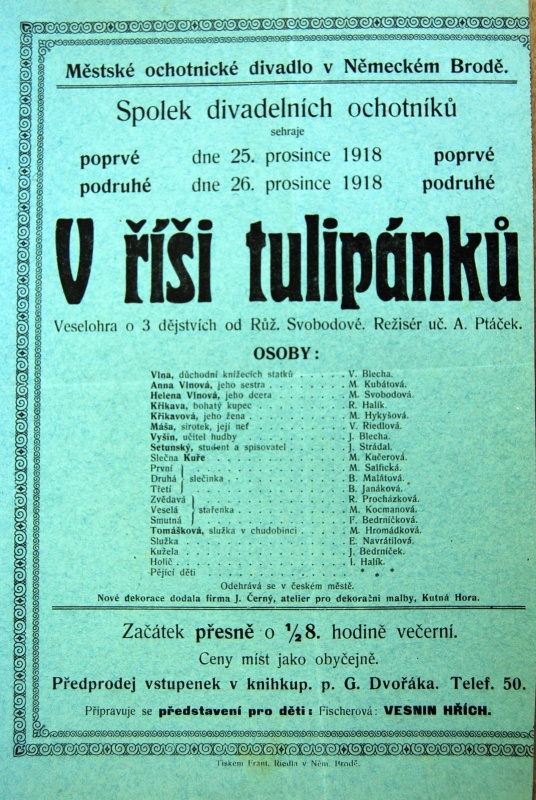 Městské ochotnické divadlo v Německém Brodě.
Spolek divadelních ochotníků
sehraje
poprvé dne 25. prosince 1918 poprvé
podruhé dne 26. prosince 1918 podruhé
V říši tulipánků
Veselohra o 3 dějstvích od Růž. Svobodové. Režisér uč. A. Ptáček.
OSOBY:
Vlna, důchodní knížecích statků . . . . . V. Blecha.
Anna Vlnová, jeho sestra . . . . . M. Kubátová.
Helena Vlnová, jeho dcera . . . . . M. Svobodová.
Křikava, bohatý kupec . . . . . R. Halík.
Křikavová, jeho žena . . . . . M. Hykyšová.
Máša, sirotek, její neť . . . . . V. Riedlová.
Vyšín, učitel hudby . . . . . J. Blecha.
Setunský, student a spisovatel . . . . . J. Strádal.
Slečna Kuře . . . . . M. Kučerová.
První } . . . . . M. Salfická.
Druhá } slečinka . . . . . B. Malátová.
Třetí } . . . . . B. Janáková.
Zvědavá } . . . . . R. Procházková.
Veselá } stařenka . . . . . M. Kocmanová.
Smutná } . . . . . F. Bedrníčková.
Tomášková, služka v chudobinci . . . . . M. Hromádková.
Služka . . . . . E. Navrátilová.
Kužela . . . . . J. Bedrníček.
Holič . . . . . I. Halík.
Pějící děti . . . . . * * *
Odehrává se v českém městě.
Nové dekorace dodala firma J. Černý, atelier pro dekorační malby, Kutná Hora.
Začátek přesně o ½8. hodině večerní.
Ceny míst jako obyčejně.
Předprodej vstupenek v knihkup. p. G. Dvořáka. Telef. 50.
Připravuje se představení pro děti: Fischerová: VESNIN HŘÍCH.
Tiskem Frant. Riedla v Něm. Brodě.